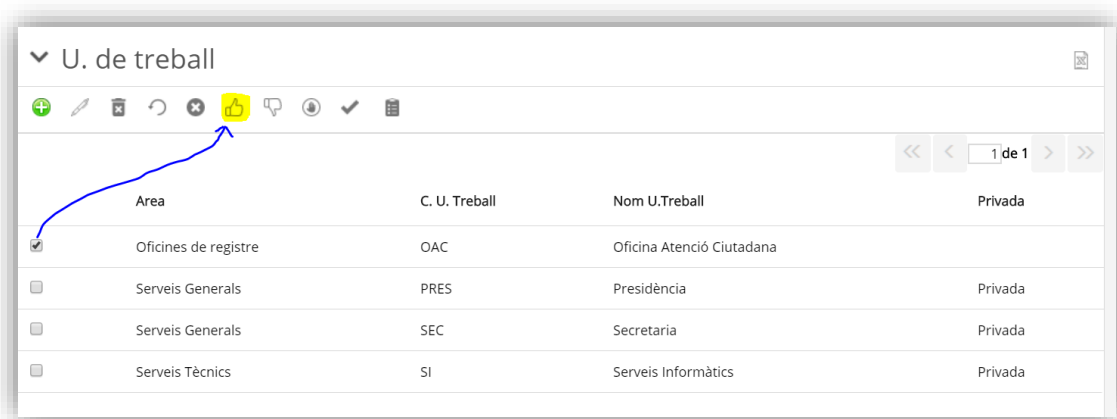 U. de treball
1 de 1
Area C. U. Treball Nom U.Treball Privada
Oficines de registre OAC Oficina Atenció Ciutadana
Serveis Generals PRES Presidència Privada
Serveis Generals SEC Secretaria Privada
Serveis Tècnics SI Serveis Informàtics Privada